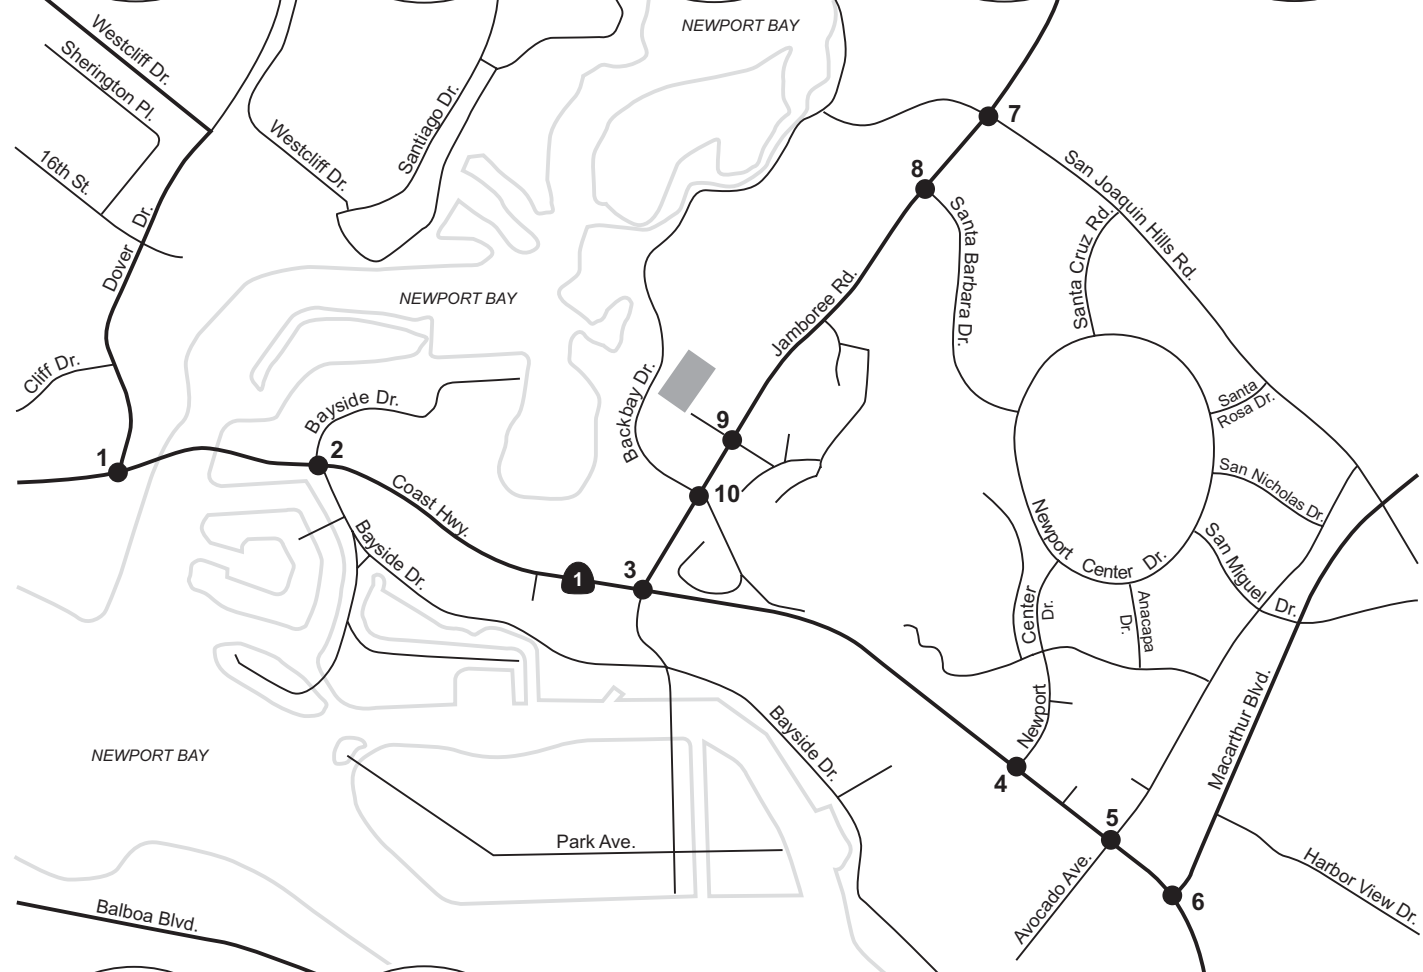 NEWPORT BAY
Westcliff Dr.
Sherington Pl.
16th St.
Westcliff Dr.
Santiago Dr.
7
8
San Joaquin Hills Rd.
Santa Cruz Rd.
Santa Barbara Dr.
Dover Dr.
NEWPORT BAY
Jamboree Rd.
Cliff Dr.
Bayside Dr.
Backbay Dr.
Santa
Rosa Dr.
9
1
2
10
Coast Hwy.
San Nicholas Dr.
Newport Center Dr.
San Miguel Dr.
Bayside Dr.
1
3
Center
Dr.
Anacapa
Dr.
Newport
Macarthur Blvd.
NEWPORT BAY
Bayside Dr.
4
5
Park Ave.
Avocado Ave.
6
Harbor View Dr.
Balboa Blvd.